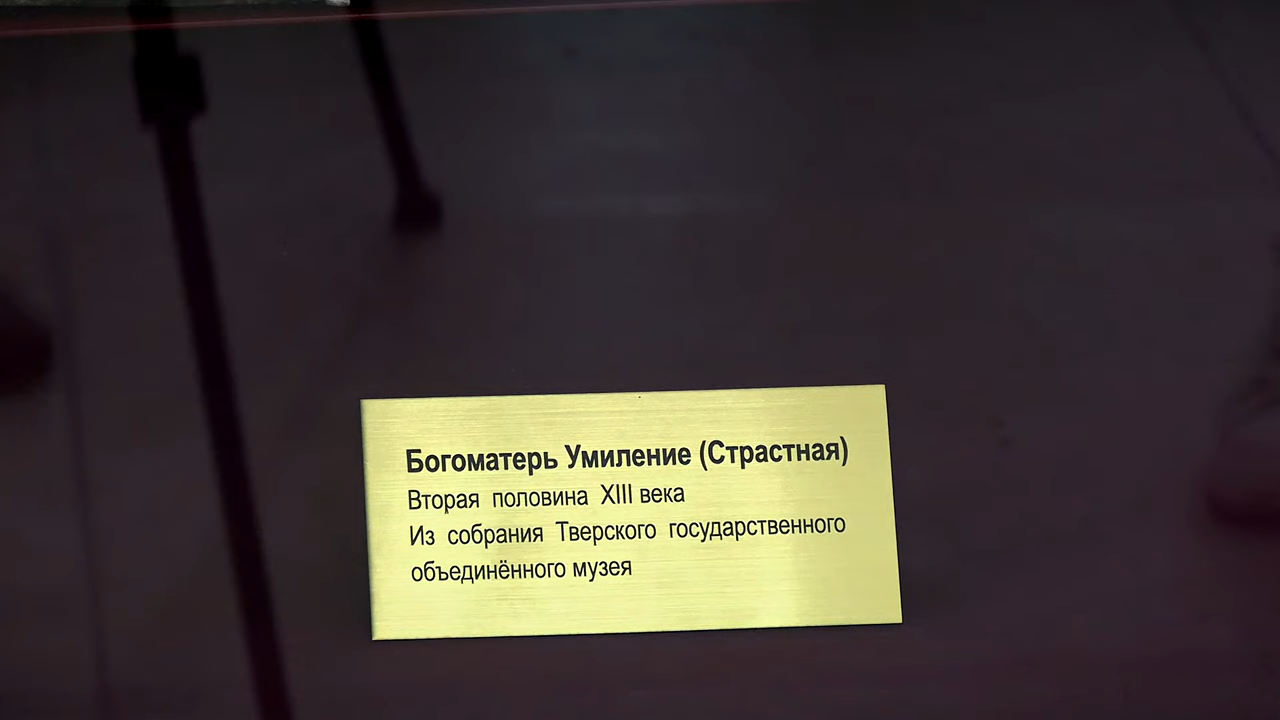 Богоматерь Умиление (Страстная)
Вторая половина XIII века
Из собрания Тверского государственного
объединённого музея